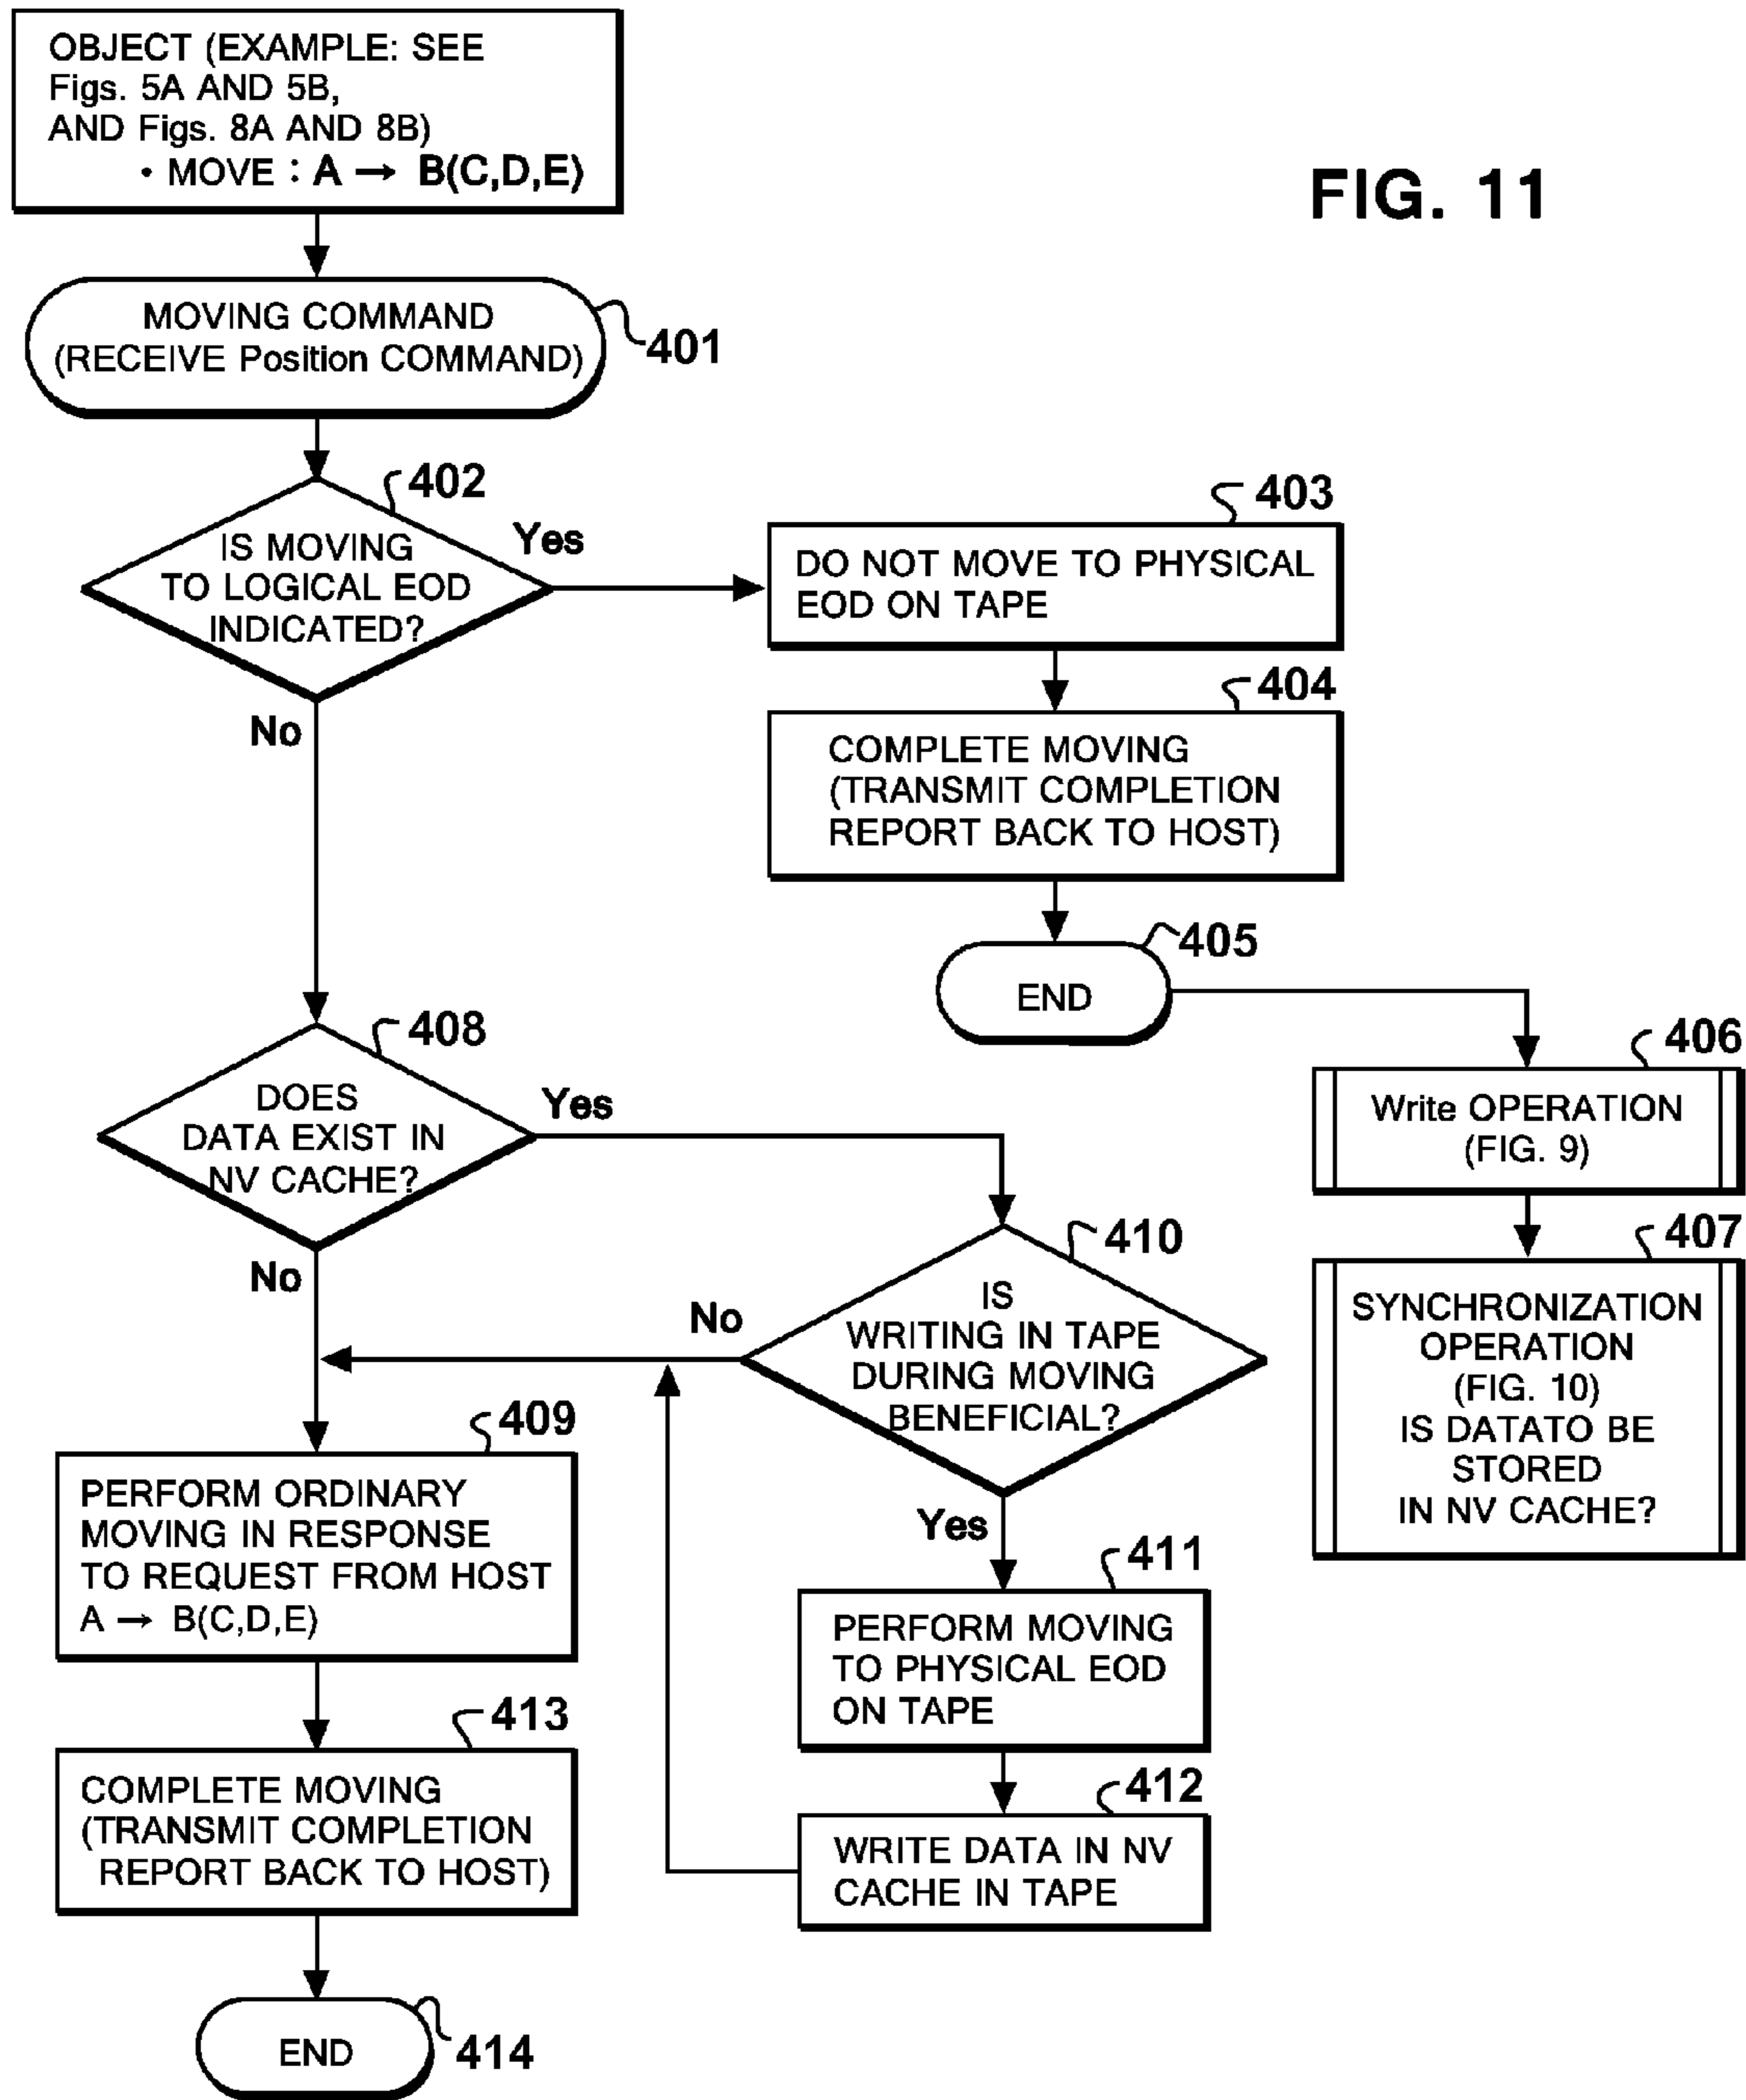 OBJECT (EXAMPLE: SEE
Figs. 5A AND 5B,
AND Figs. 8A AND 8B)
• MOVE : A → B(C,D,E)
FIG. 11
MOVING COMMAND
(RECEIVE Position COMMAND)
401
402
IS MOVING
TO LOGICAL EOD
INDICATED?
Yes
No
403
DO NOT MOVE TO PHYSICAL
EOD ON TAPE
404
COMPLETE MOVING
(TRANSMIT COMPLETION
REPORT BACK TO HOST)
405
END
406
Write OPERATION
(FIG. 9)
407
SYNCHRONIZATION
OPERATION
(FIG. 10)
IS DATATO BE
STORED
IN NV CACHE?
408
DOES
DATA EXIST IN
NV CACHE?
Yes
No
410
IS
WRITING IN TAPE
DURING MOVING
BENEFICIAL?
No
Yes
409
PERFORM ORDINARY
MOVING IN RESPONSE
TO REQUEST FROM HOST
A → B(C,D,E)
411
PERFORM MOVING
TO PHYSICAL EOD
ON TAPE
412
WRITE DATA IN NV
CACHE IN TAPE
413
COMPLETE MOVING
(TRANSMIT COMPLETION
REPORT BACK TO HOST)
END
414